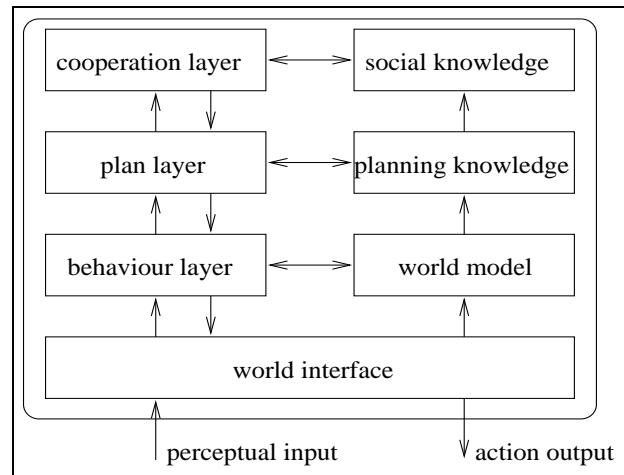 cooperation layer
social knowledge
plan layer
planning knowledge
behaviour layer
world model
world interface
perceptual input
action output